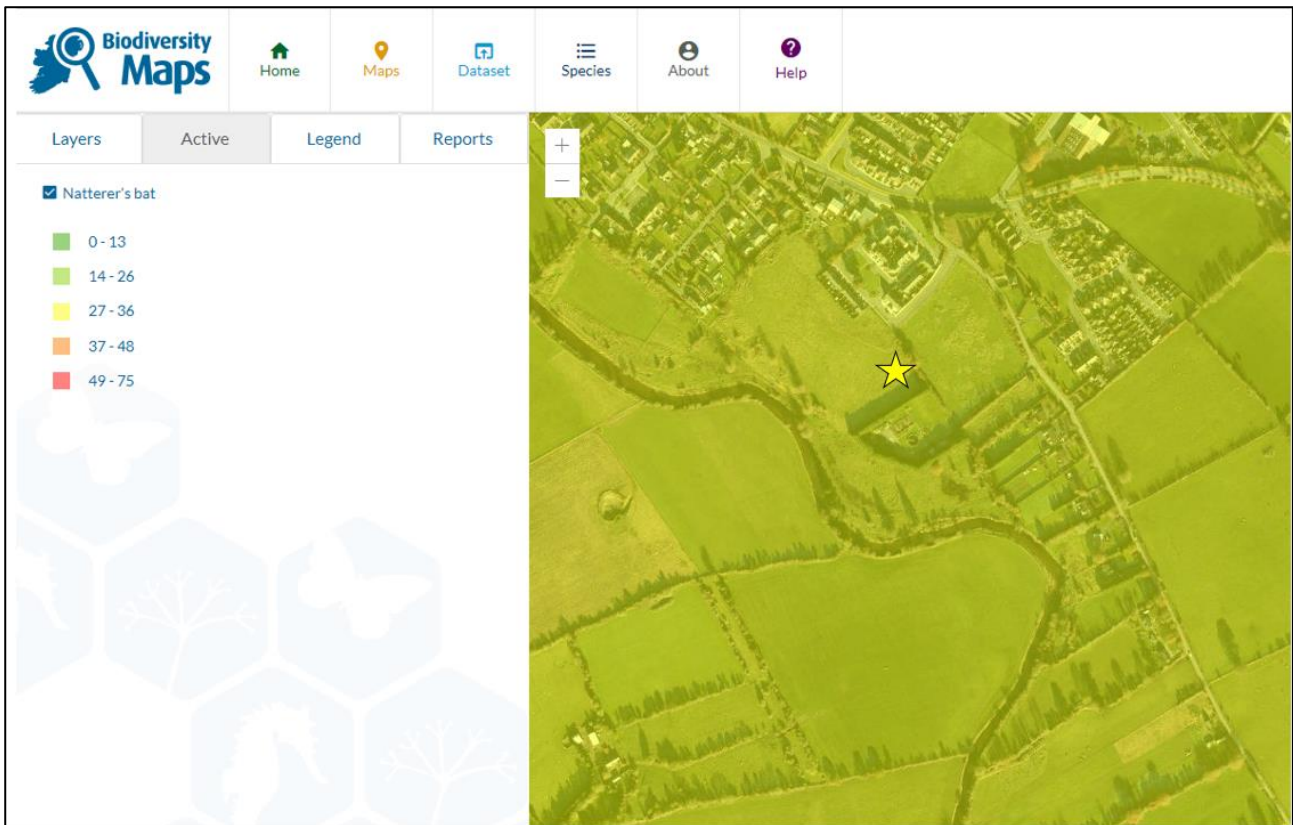 Biodiversity
Maps
Home
Maps
Dataset
Species
About
Help
Layers
Active
Legend
Reports
Natterer's bat
0 - 13
14 - 26
27 - 36
37 - 48
49 - 75
+
−